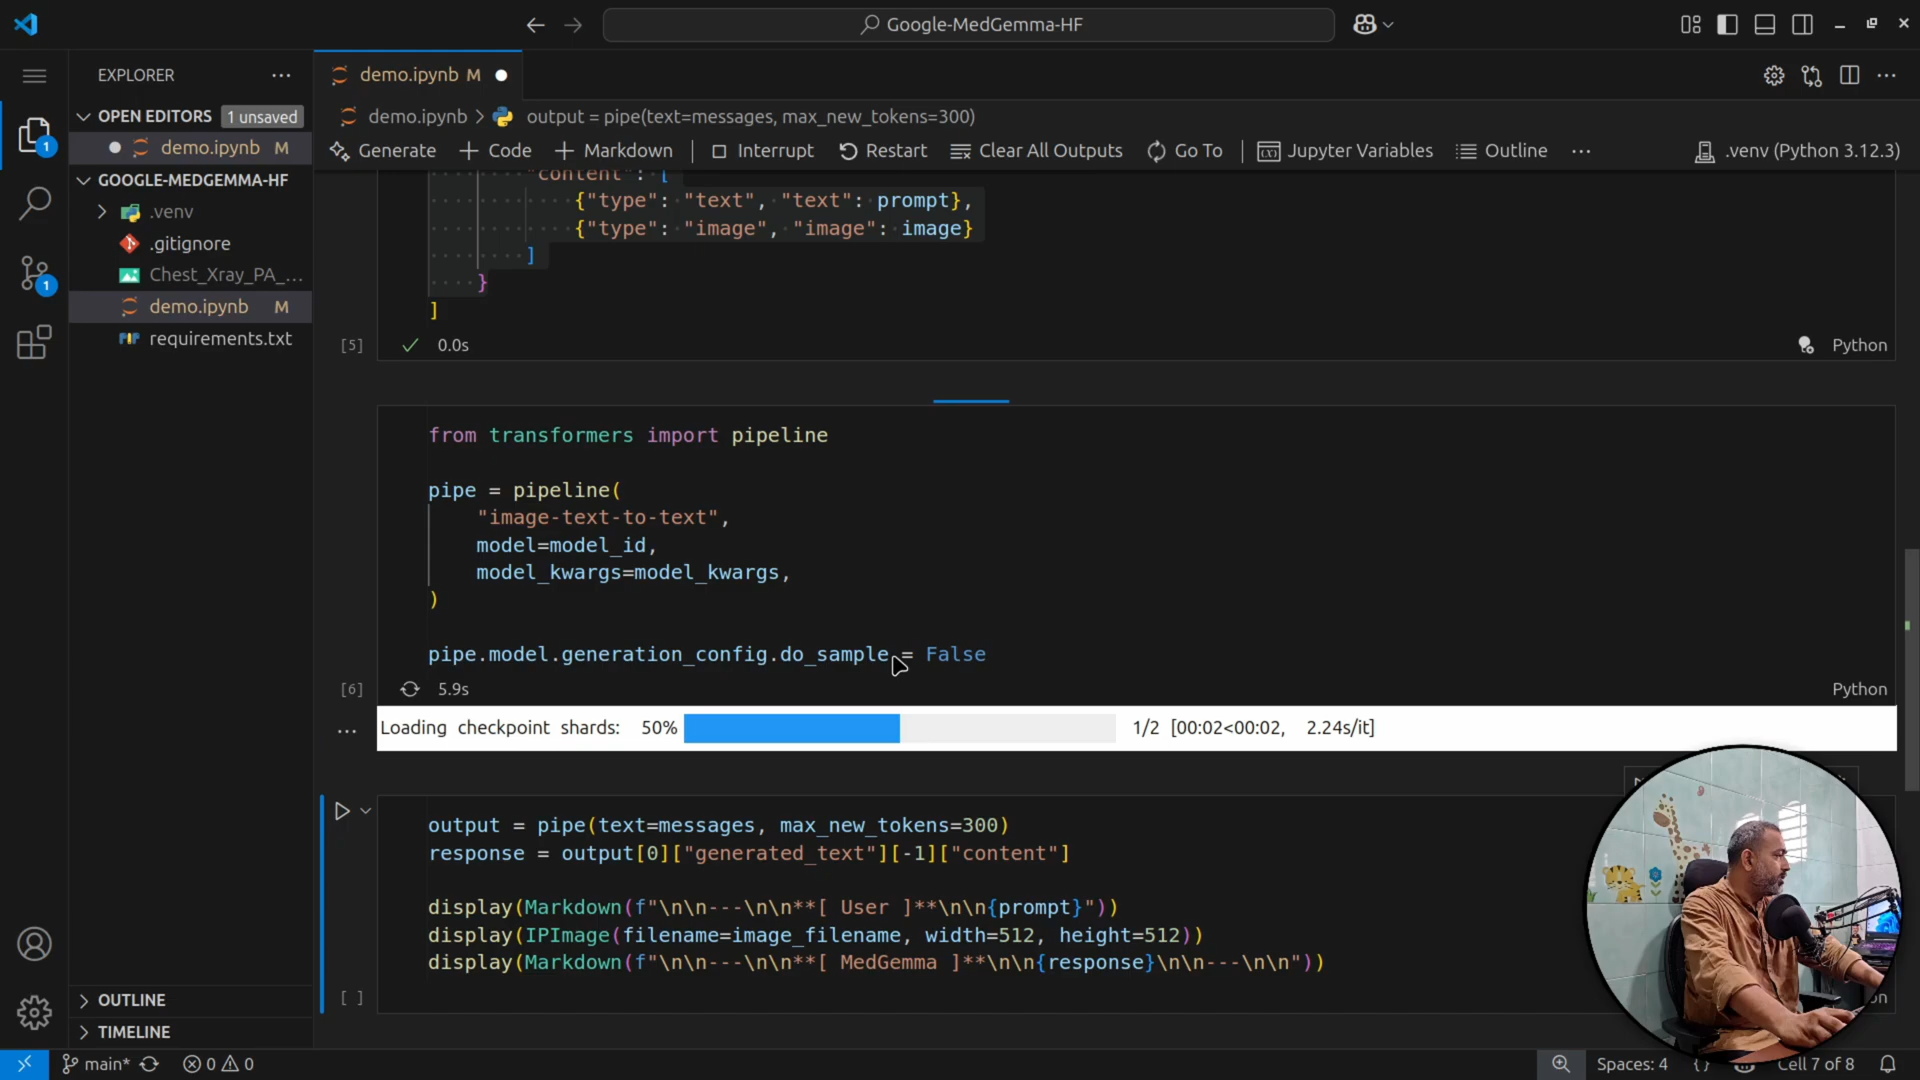 Google-MedGemma-HF
EXPLORER
OPEN EDITORS 1 unsaved
demo.ipynb M
GOOGLE-MEDGEMMA-HF
.venv
.gitignore
Chest_Xray_PA_...
demo.ipynb M
requirements.txt
OUTLINE
TIMELINE
demo.ipynb M
demo.ipynb > output = pipe(text=messages, max_new_tokens=300)
Generate + Code + Markdown Interrupt Restart Clear All Outputs Go To Jupyter Variables Outline ... .venv (Python 3.12.3)
"content": [
{"type": "text", "text": prompt},
{"type": "image", "image": image}
]
}
]
[5] 0.0s Python
from transformers import pipeline
pipe = pipeline(
"image-text-to-text",
model=model_id,
model_kwargs=model_kwargs,
)
pipe.model.generation_config.do_sample = False
[6] 5.9s Python
Loading checkpoint shards: 50% 1/2 [00:02<00:02, 2.24s/it]
output = pipe(text=messages, max_new_tokens=300)
response = output[0]["generated_text"][-1]["content"]
display(Markdown(f"\n\n---\n\n**[ User ]**\n\n{prompt}"))
display(IPImage(filename=image_filename, width=512, height=512))
display(Markdown(f"\n\n---\n\n**[ MedGemma ]**\n\n{response}\n\n---\n\n"))
[ ]
main* 0 0 Spaces: 4 {} Cell 7 of 8
1
1